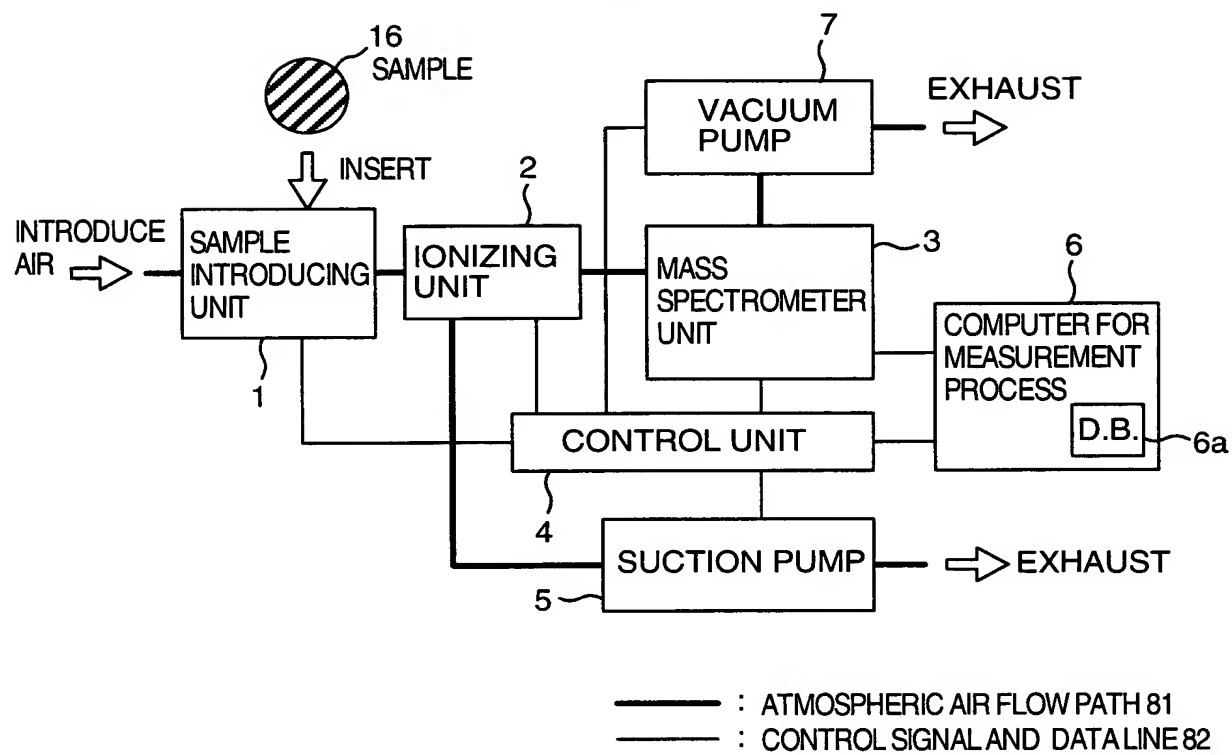 16
SAMPLE
INSERT
INTRODUCE
AIR
SAMPLE
INTRODUCING
UNIT
1
2
IONIZING
UNIT
7
VACUUM
PUMP
EXHAUST
3
MASS
SPECTROMETER
UNIT
6
COMPUTER FOR
MEASUREMENT
PROCESS
D.B.
6a
CONTROL UNIT
4
SUCTION PUMP
5
EXHAUST
: ATMOSPHERIC AIR FLOW PATH 81
: CONTROL SIGNAL AND DATA LINE 82